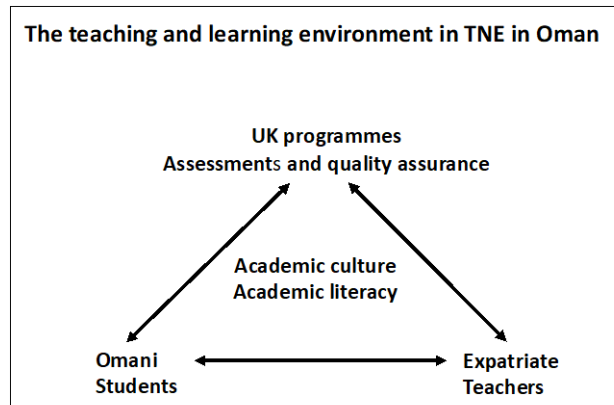 The teaching and learning environment in TNE in Oman
UK programmes
Assessments and quality assurance
Academic culture
Academic literacy
Omani
Students
Expatriate
Teachers